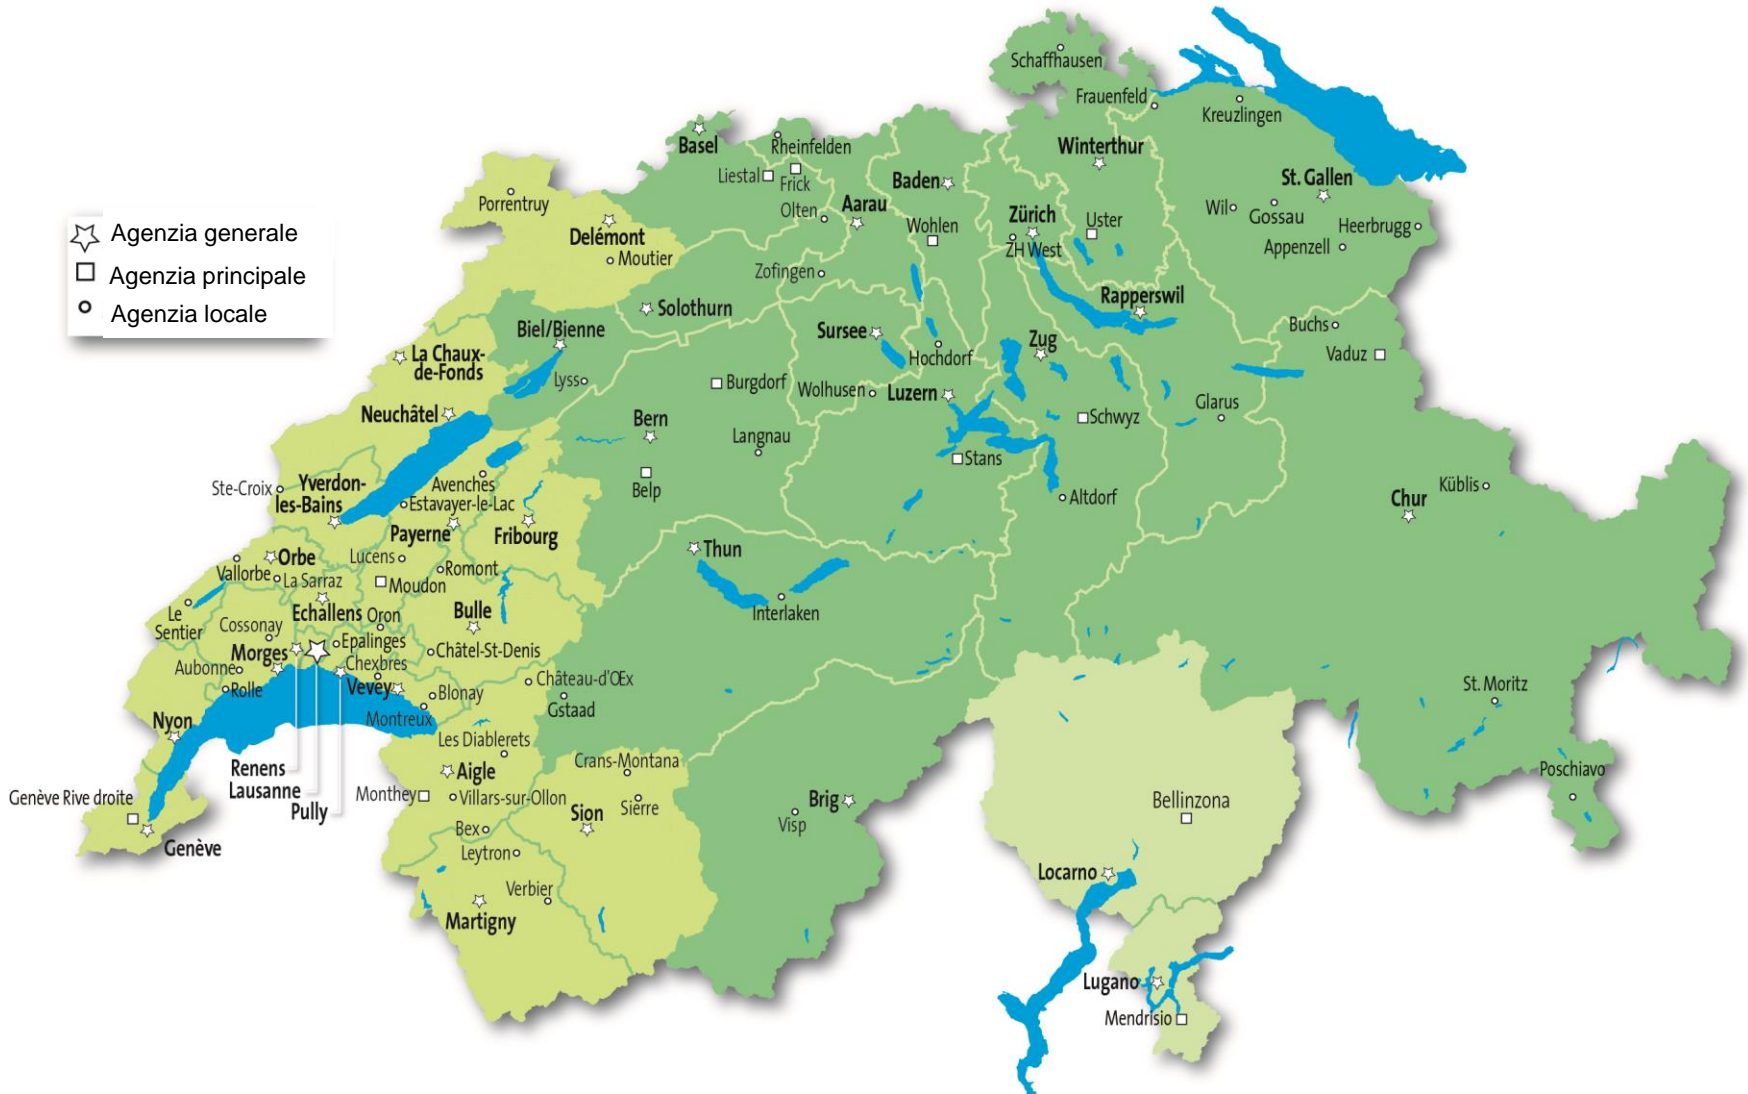 Agenzia generale
Agenzia principale
Agenzia locale
Schaffhausen
Frauenfeld
Kreuzlingen
Basel
Rheinfelden
Winterthur
Liestal
Frick
Baden
St. Gallen
Porrentruy
Olten
Aarau
Zürich
Uster
Wil
Gossau
Heerbrugg
Delémont
Wohlen
ZH West
Appenzell
Moutier
Zofingen
Solothurn
Rapperswil
Biel/Bienne
Sursee
Zug
Buchs
Vaduz
La Chaux-
de-Fonds
Hochdorf
Lyss
Burgdorf
Wolhusen
Luzern
Glarus
Neuchâtel
Bern
Langnau
Schwyz
Stans
Ste-Croix
Yverdon-
les-Bains
Avenches
Estavayer-le-Lac
Belp
Altdorf
Küblis
Chur
Payerne
Fribourg
Orbe
Lucens
Thun
Vallorbe
La Sarraz
Romont
Moudon
Le
Sentier
Echallens
Oron
Bulle
Interlaken
Cossonay
Epalinges
Morges
Châtel-St-Denis
Aubonne
Chexbres
Rolle
Vevey
Blonay
Château-d'Œx
Gstaad
St. Moritz
Nyon
Montreux
Les Diablerets
Renens
Lausanne
Pully
Aigle
Crans-Montana
Poschiavo
Genève Rive droite
Monthey
Villars-sur-Ollon
Sierre
Brig
Visp
Bellinzona
Genève
Bex
Sion
Leytron
Verbier
Martigny
Locarno
Lugano
Mendrisio